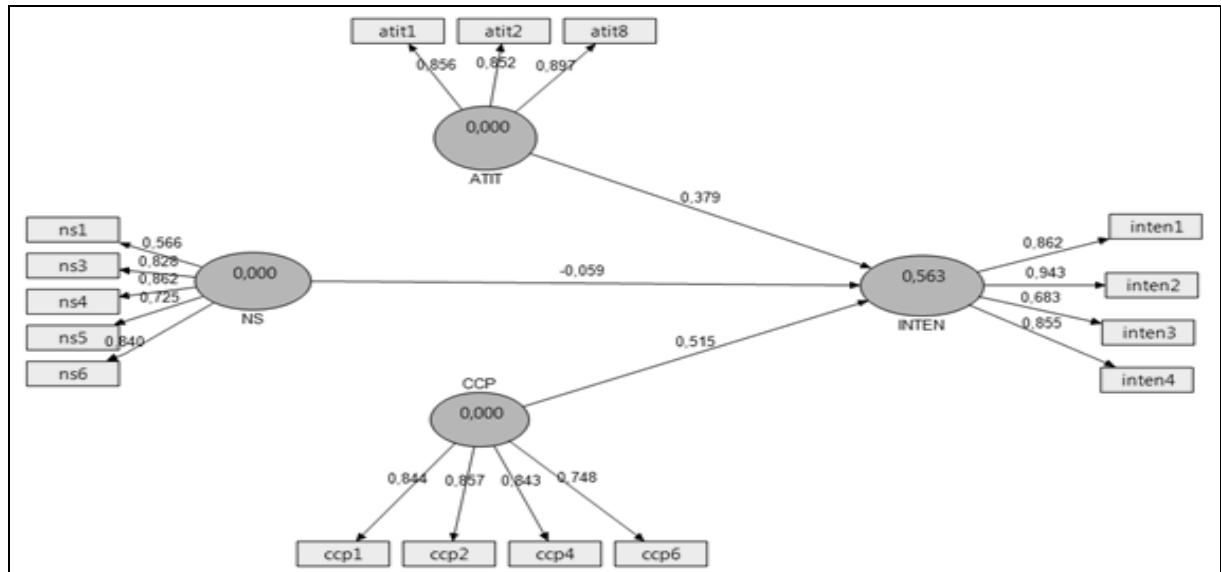 atit1 atit2 atit8
0,856 0,852 0,897
0,000
ATIT
0,379
ns1
ns3
ns4
ns5
ns6
0,566
0,828
0,862
0,725
0,840
0,000
NS
-0,059
0,563
INTEN
0,862
0,943
0,683
0,855
inten1
inten2
inten3
inten4
0,515
CCP
0,000
0,844 0,857 0,843 0,748
ccp1 ccp2 ccp4 ccp6